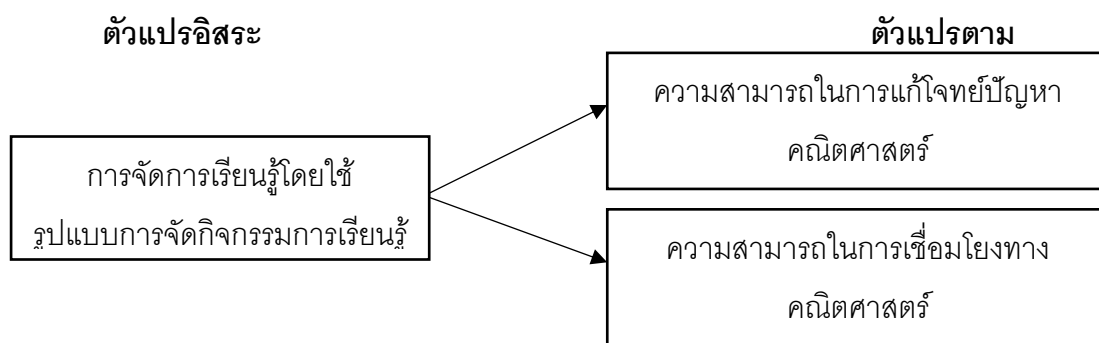 ตัวแปรอิสระ
ตัวแปรตาม
ความสามารถในการแก้โจทย์ปัญหา
คณิตศาสตร์
การจัดการเรียนรู้โดยใช้
รูปแบบการจัดกิจกรรมการเรียนรู้
ความสามารถในการเชื่อมโยงทาง
คณิตศาสตร์